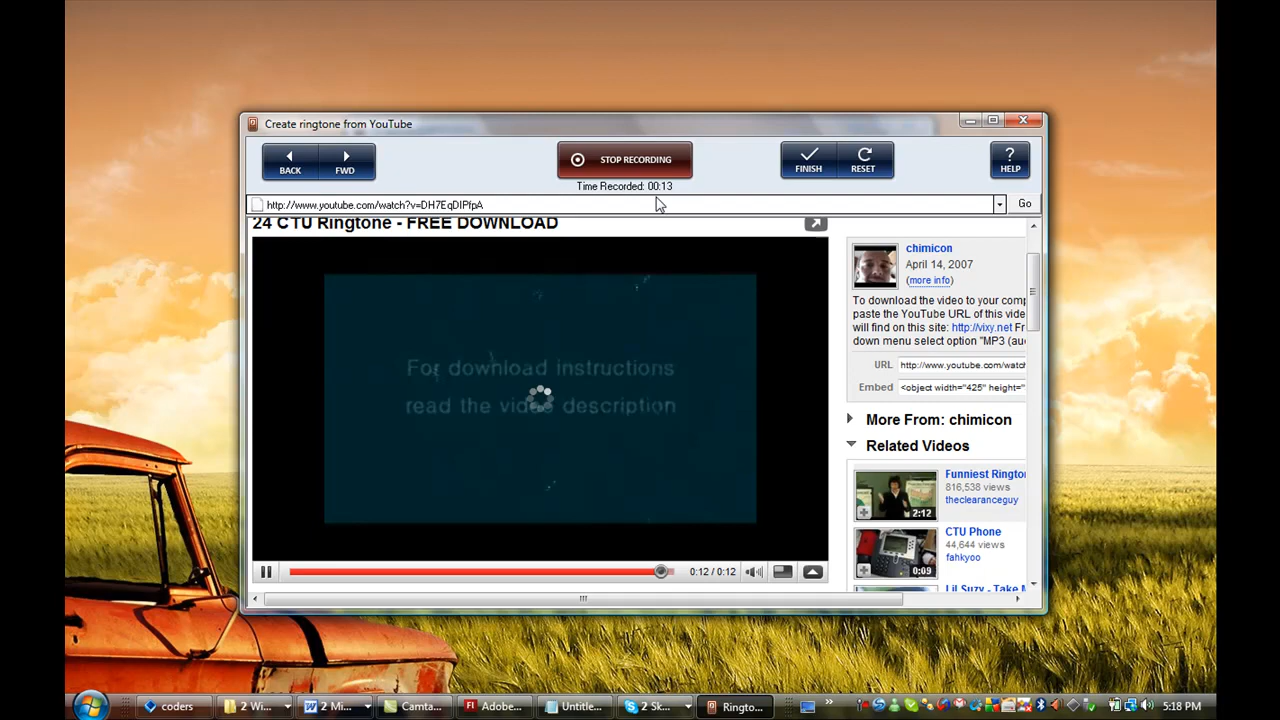 Create ringtone from YouTube
BACK
FWD
STOP RECORDING
Time Recorded: 00:13
FINISH
RESET
?
HELP
http://www.youtube.com/watch?v=DH7EqDIPfpA
Go
24 CTU Ringtone - FREE DOWNLOAD
For download instructions
read the video description
0:12 / 0:12
chimicon
April 14, 2007
(more info)
To download the video to your comp
paste the YouTube URL of this vide
will find on this site: http://vixy.net Fr
down menu select option "MP3 (au
URL http://www.youtube.com/watch
Embed <object width="425" height="
More From: chimicon
Related Videos
Funniest Rington
816,538 views
theclearanceguy
2:12
CTU Phone
44,644 views
fahkyoo
0:09
Lil Suzy - Take M
coders
2 Wi...
2 Mi...
Camta...
Adobe...
Untitle...
2 Sk...
Ringto...
5:18 PM